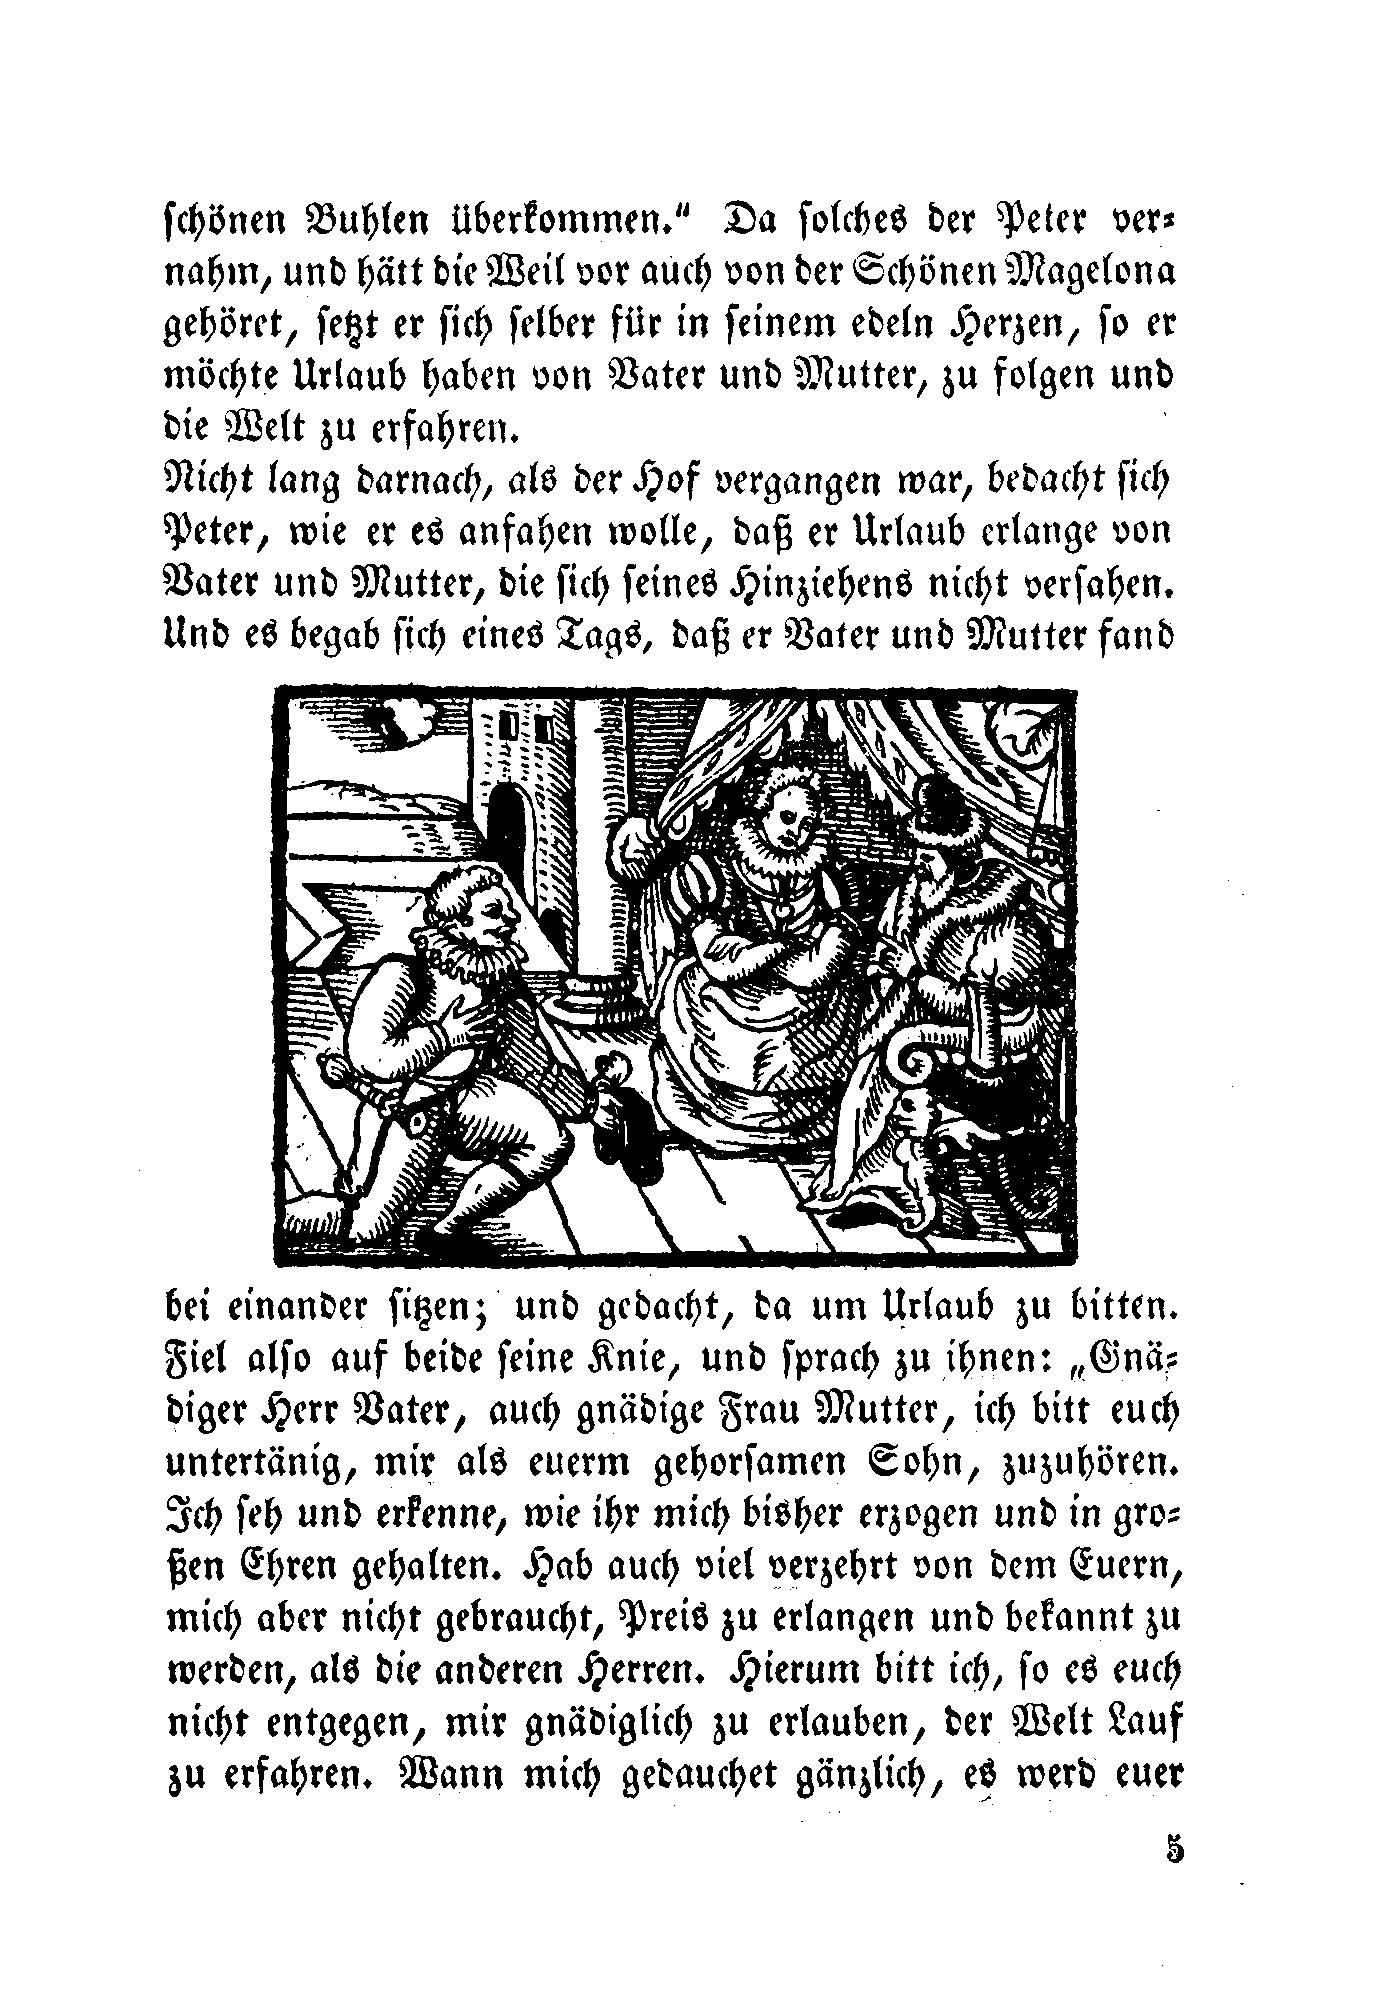 schönen Buhlen überkommen.“ Da solches der Peter ver-
nahm, und hätt die Weil vor auch von der Schönen Magelona
gehöret, setzt er sich selber für in seinem edeln Herzen, so er
möchte Urlaub haben von Vater und Mutter, zu folgen und
die Welt zu erfahren.
Nicht lang darnach, als der Hof vergangen war, bedacht sich
Peter, wie er es anfahen wolle, daß er Urlaub erlange von
Vater und Mutter, die sich seines Hinziehens nicht versahen.
Und es begab sich eines Tags, daß er Vater und Mutter fand
bei einander sitzen; und gedacht, da um Urlaub zu bitten.
Fiel also auf beide seine Knie, und sprach zu ihnen: „Gnä-
diger Herr Vater, auch gnädige Frau Mutter, ich bitt euch
untertänig, mir als euerm gehorsamen Sohn, zuzuhören.
Ich seh und erkenne, wie ihr mich bisher erzogen und in gro-
ßen Ehren gehalten. Hab auch viel verzehrt von dem Euern,
mich aber nicht gebraucht, Preis zu erlangen und bekannt zu
werden, als die anderen Herren. Hierum bitt ich, so es euch
nicht entgegen, mir gnädiglich zu erlauben, der Welt Lauf
zu erfahren. Wann mich gedauchet gänzlich, es werd euer
5